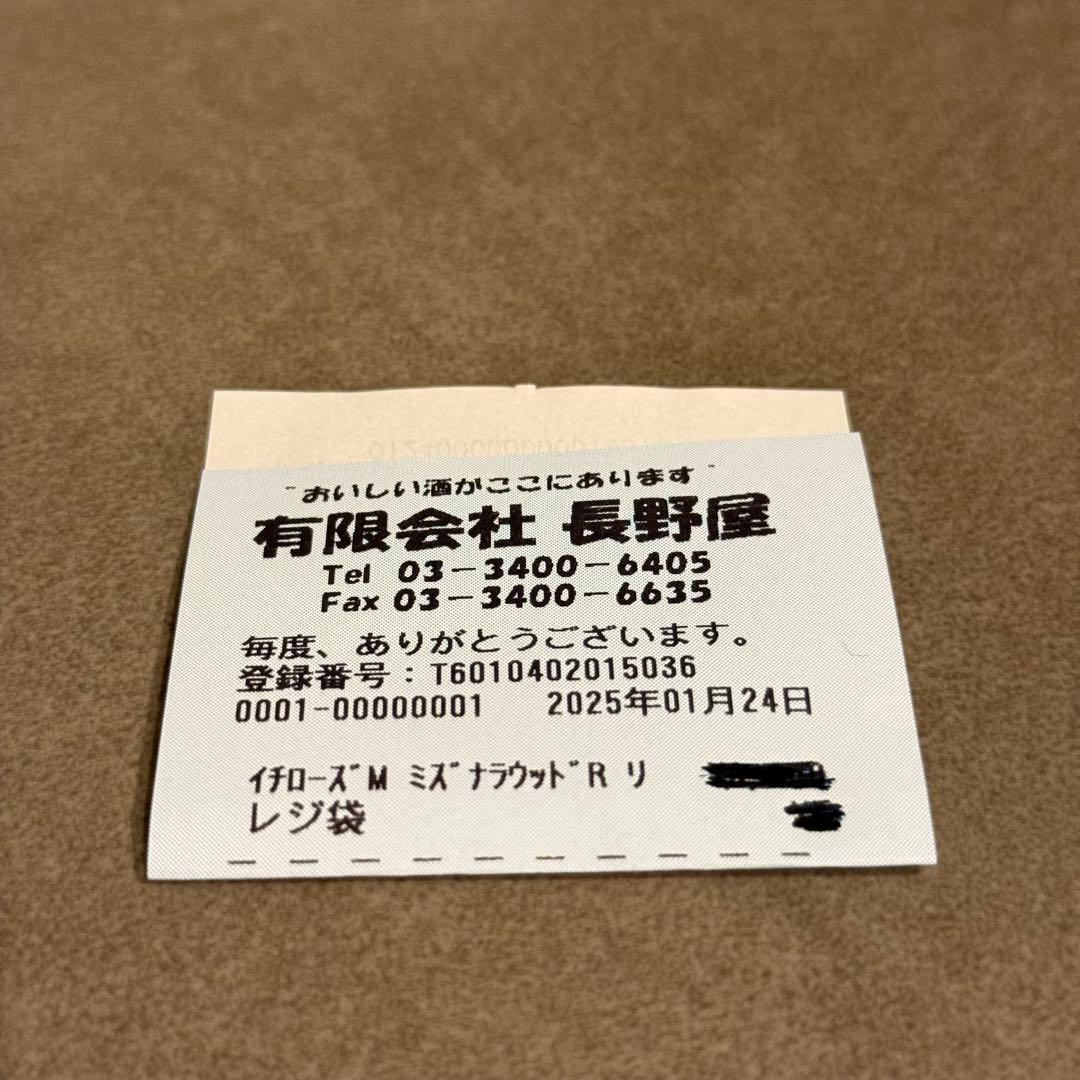 "おいしい酒がここにあります"
有限会社 長野屋
Tel 03-3400-6405
Fax 03-3400-6635
毎度、ありがとうございます。
登録番号：T6010402015036
0001-00000001 2025年01月24日
ｲﾁﾛｰｽﾞM ﾐｽﾞﾅﾗｳｯﾄﾞR ﾘ
レジ袋